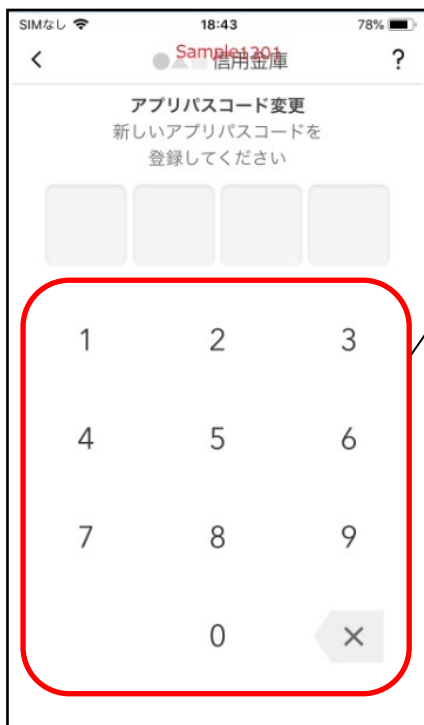 SIMなし 18:43 78%
Sample1301
●▲■信用金庫 ?
アプリパスコード変更
新しいアプリパスコードを
登録してください
1 2 3
4 5 6
7 8 9
0